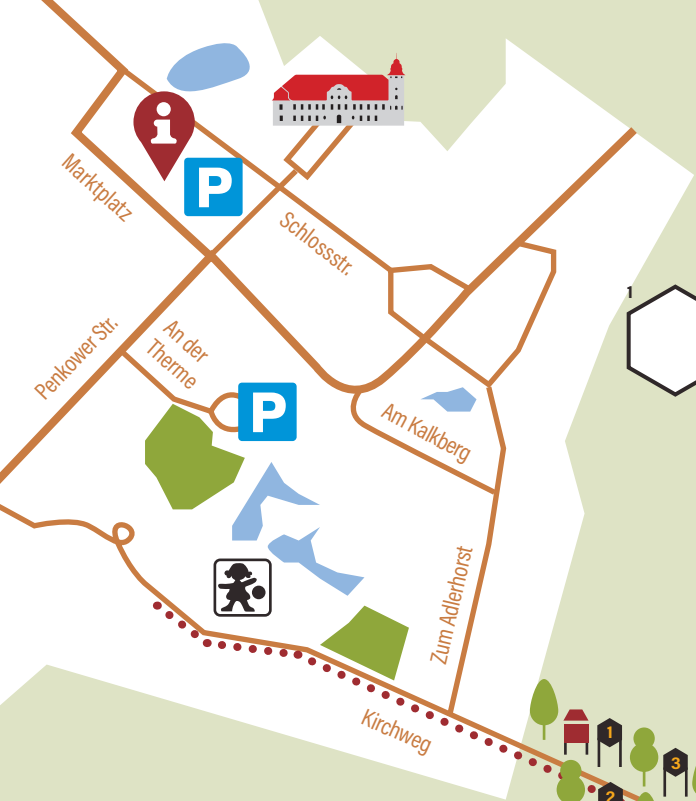 i
P
Marktplatz
Schlossstr.
1
Penkower Str.
An der
Therme
P
Am Kalkberg
Zum Adlerhorst
Kirchweg
1
3
2